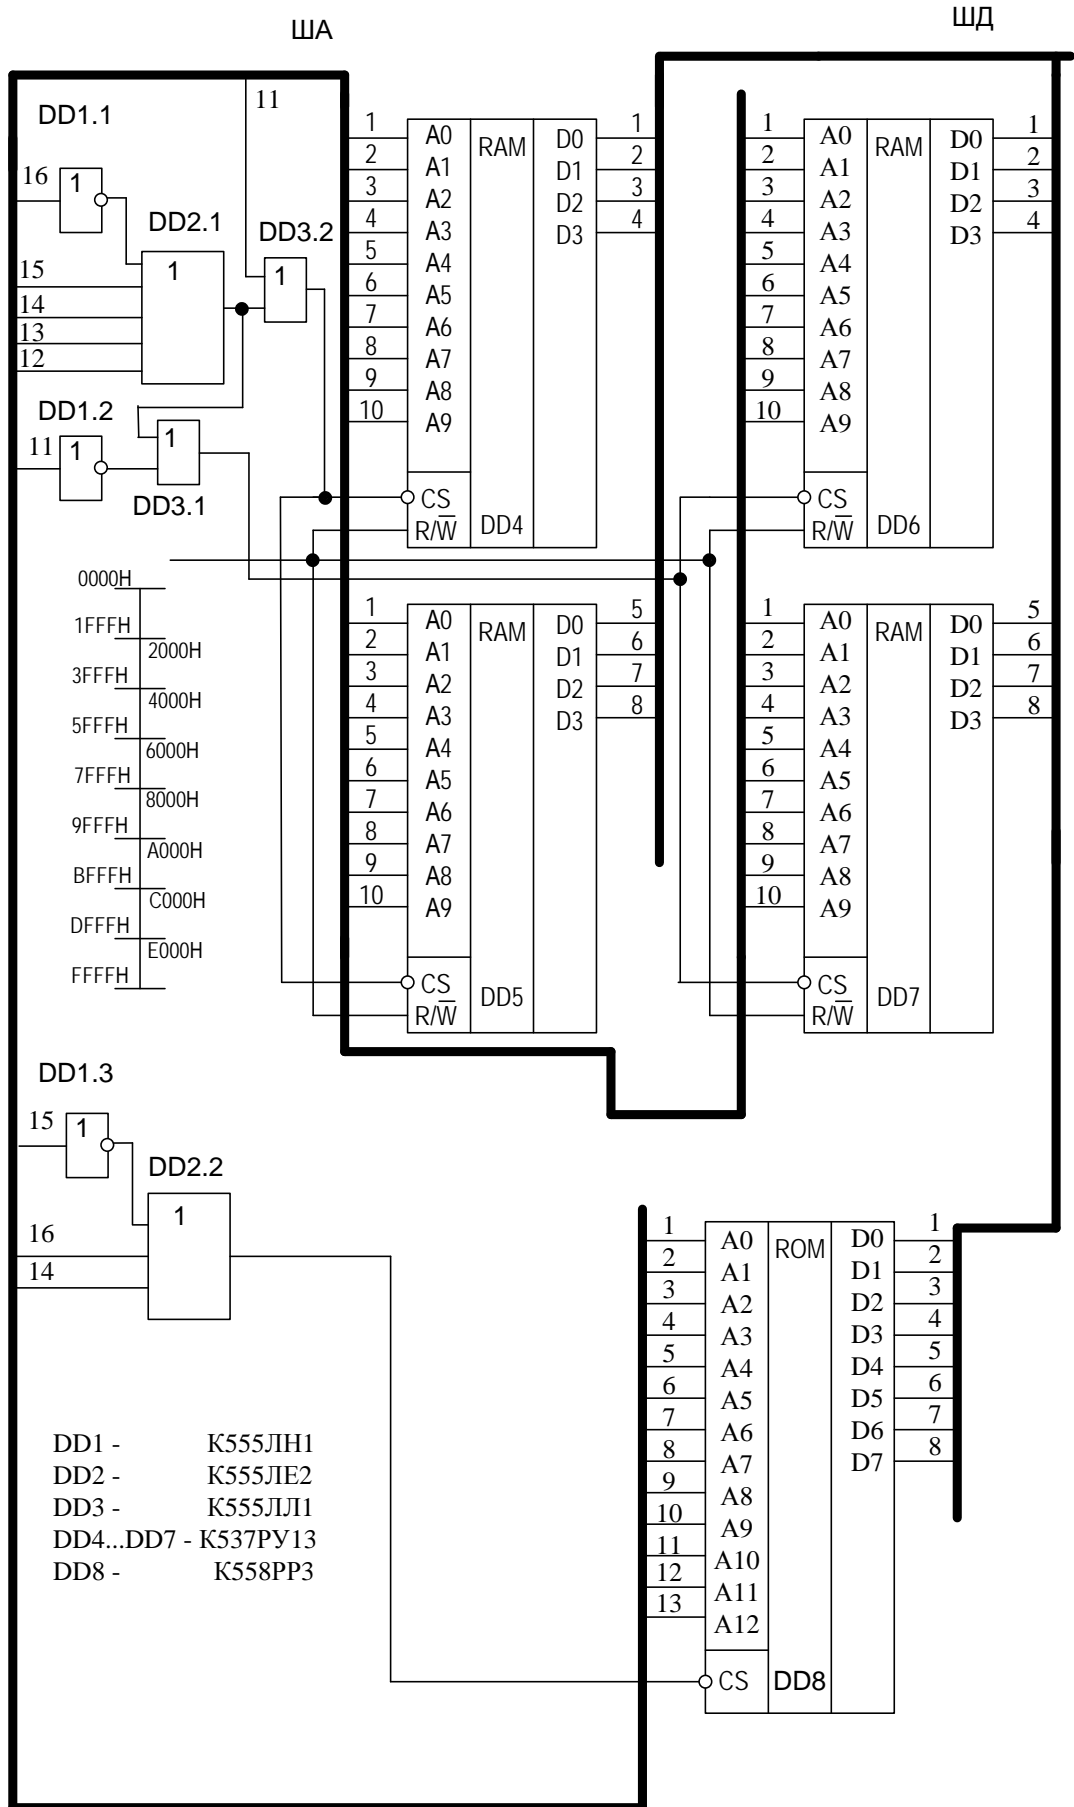 ША
ШД
11
DD1.1
16
1
DD2.1
1
DD3.2
1
15
14
13
12
DD1.2
11
1
1
DD3.1
1
2
3
4
5
6
7
8
9
10
A0
A1
A2
A3
A4
A5
A6
A7
A8
A9
CS
R/W̅
RAM
DD4
D0
D1
D2
D3
1
2
3
4
1
2
3
4
5
6
7
8
9
10
A0
A1
A2
A3
A4
A5
A6
A7
A8
A9
CS
R/W̅
RAM
DD6
D0
D1
D2
D3
1
2
3
4
0000H
1FFFH
2000H
3FFFH
4000H
5FFFH
6000H
7FFFH
8000H
9FFFH
A000H
BFFFH
C000H
DFFFH
E000H
FFFFH
1
2
3
4
5
6
7
8
9
10
A0
A1
A2
A3
A4
A5
A6
A7
A8
A9
CS
R/W̅
RAM
DD5
D0
D1
D2
D3
5
6
7
8
1
2
3
4
5
6
7
8
9
10
A0
A1
A2
A3
A4
A5
A6
A7
A8
A9
CS
R/W̅
RAM
DD7
D0
D1
D2
D3
5
6
7
8
DD1.3
15
1
DD2.2
1
16
14
1
2
3
4
5
6
7
8
9
10
11
12
13
A0
A1
A2
A3
A4
A5
A6
A7
A8
A9
A10
A11
A12
CS
ROM
DD8
D0
D1
D2
D3
D4
D5
D6
D7
1
2
3
4
5
6
7
8
DD1 - К555ЛН1
DD2 - К555ЛЕ2
DD3 - К555ЛЛ1
DD4...DD7 - К537РУ13
DD8 - К558РР3